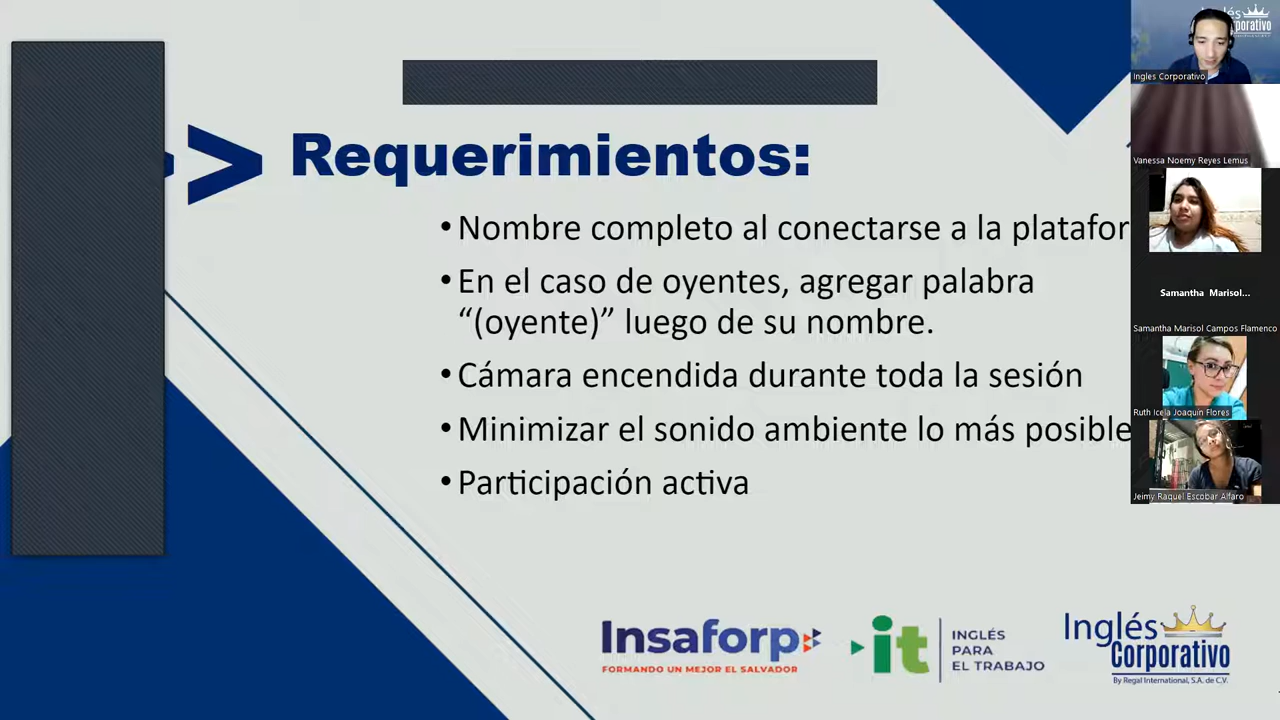 Requerimientos:
• Nombre completo al conectarse a la platafor
• En el caso de oyentes, agregar palabra
“(oyente)” luego de su nombre.
• Cámara encendida durante toda la sesión
• Minimizar el sonido ambiente lo más posible
• Participación activa
Insaforp
FORMANDO UN MEJOR EL SALVADOR
it
INGLÉS
PARA
EL TRABAJO
Inglés
Corporativo
By Regal International, S.A. de C.V.
Ingles Corporativo
Vanessa Noemy Reyes Lemus
Samantha Marisol...
Samantha Marisol Campos Flamenco
Ruth Icela Joaquín Flores
Jeimy Raquel Escobar Alfaro